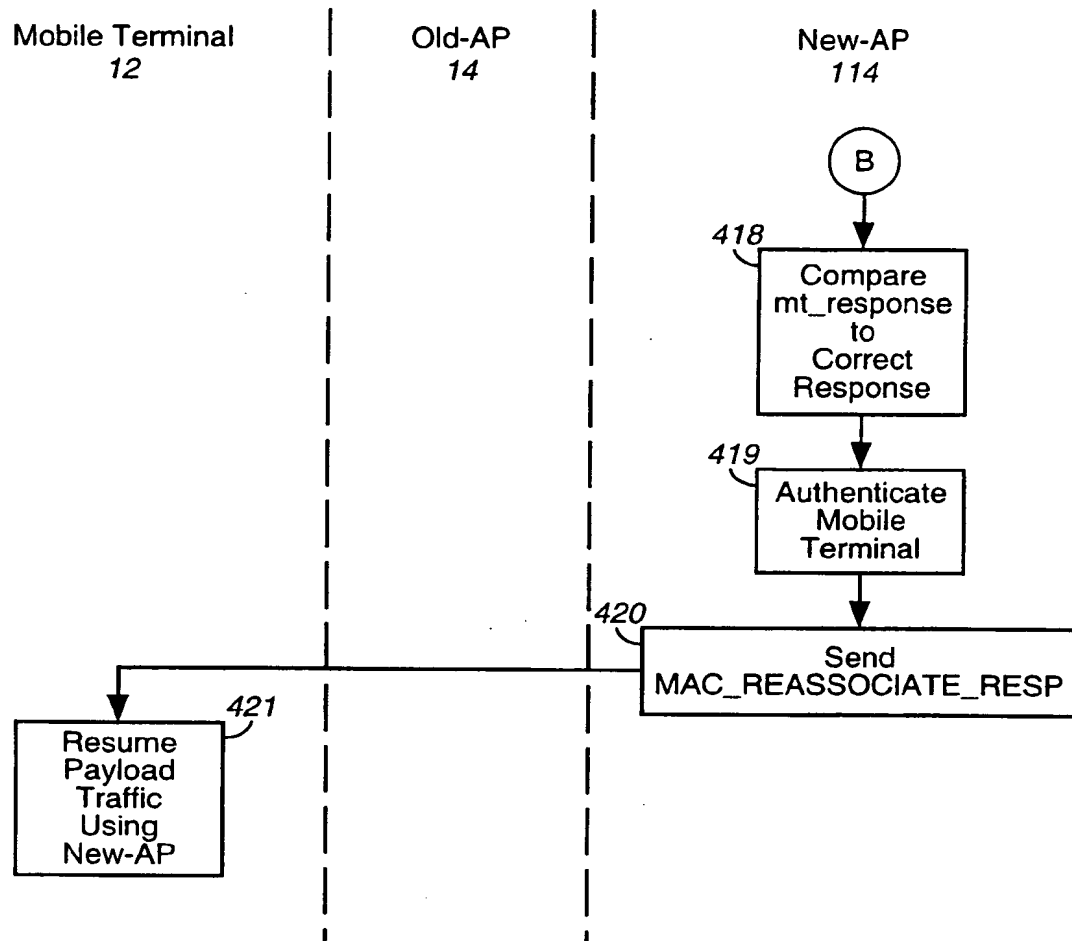 Mobile Terminal
12
Old-AP
14
New-AP
114
B
418
Compare
mt_response
to
Correct
Response
419
Authenticate
Mobile
Terminal
420
Send
MAC_REASSOCIATE_RESP
421
Resume
Payload
Traffic
Using
New-AP